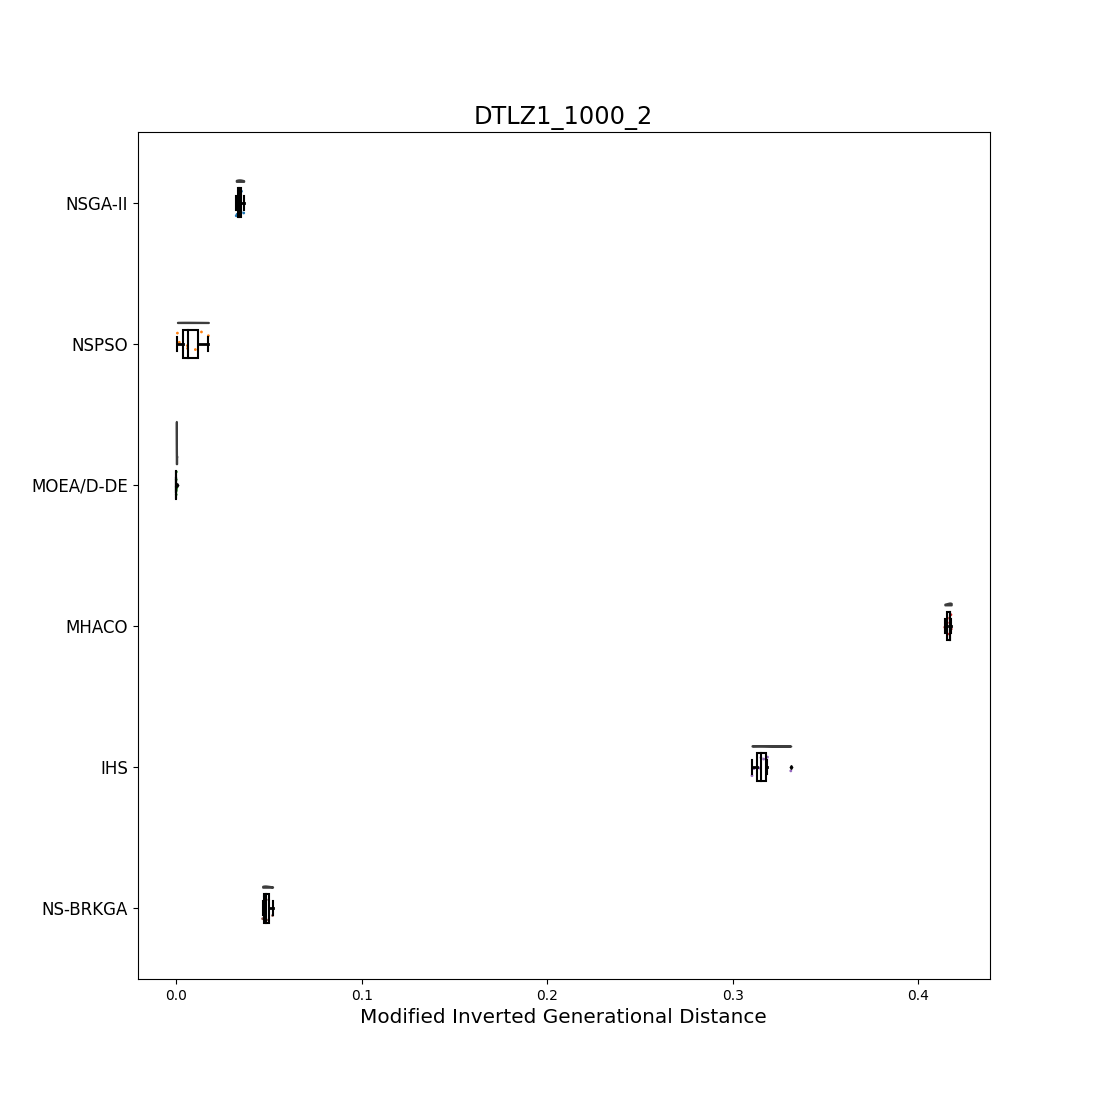 DTLZ1_1000_2
NSGA-II
NSPSO
MOEA/D-DE
MHACO
IHS
NS-BRKGA
0.0 0.1 0.2 0.3 0.4
Modified Inverted Generational Distance